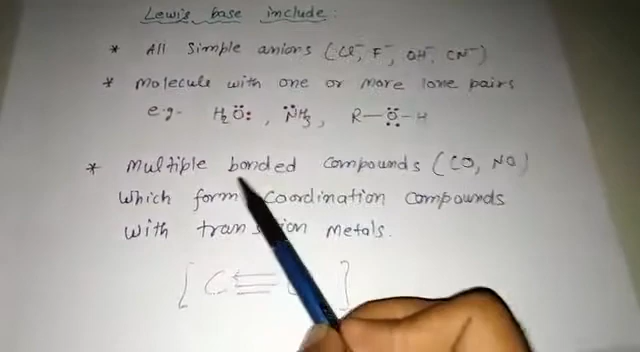 Lewis base include:
* All Simple anions (Cl⁻, F⁻, OH⁻, CN⁻)
* Molecule with one or more lone pairs
e.g- H₂Ö:, N̈H₃, R—Ö—H
* Multiple bonded Compounds (CO, NO)
Which form Coordination Compounds
with metals.
[C≡ ]